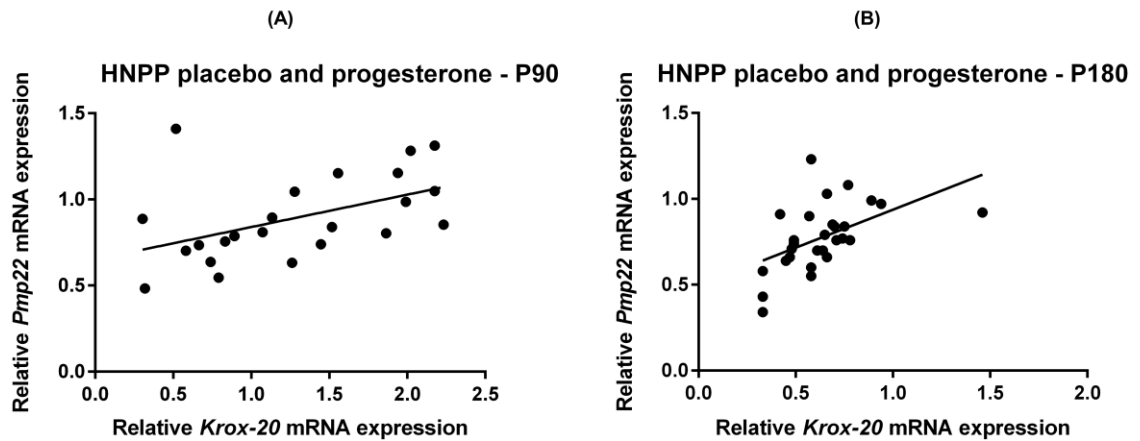 (A)
HNPP placebo and progesterone - P90
Relative Pmp22 mRNA expression
1.5
1.0
0.5
0.0
0.0 0.5 1.0 1.5 2.0 2.5
Relative Krox-20 mRNA expression
(B)
HNPP placebo and progesterone - P180
Relative Pmp22 mRNA expression
1.5
1.0
0.5
0.0
0.0 0.5 1.0 1.5 2.0
Relative Krox-20 mRNA expression